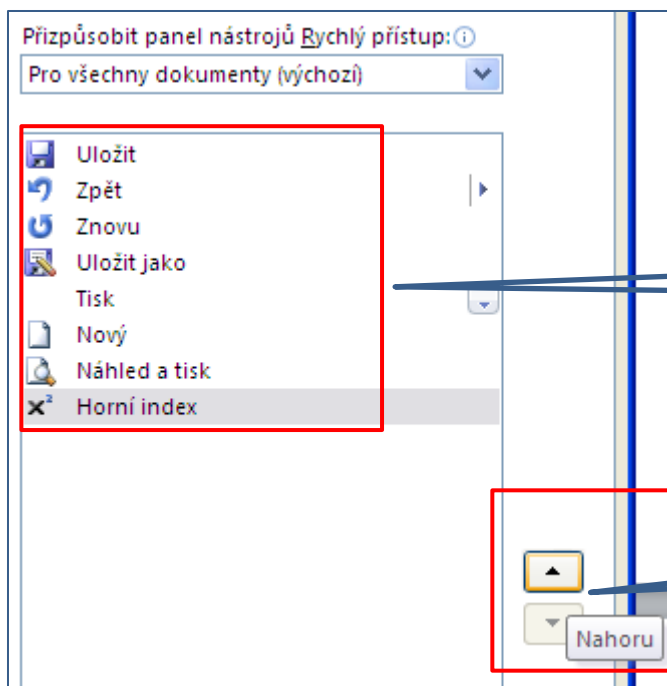 Přizpůsobit panel nástrojů Rychlý přístup:
Pro všechny dokumenty (výchozí)
Uložit
Zpět
Znovu
Uložit jako
Tisk
Nový
Náhled a tisk
x² Horní index
Nahoru